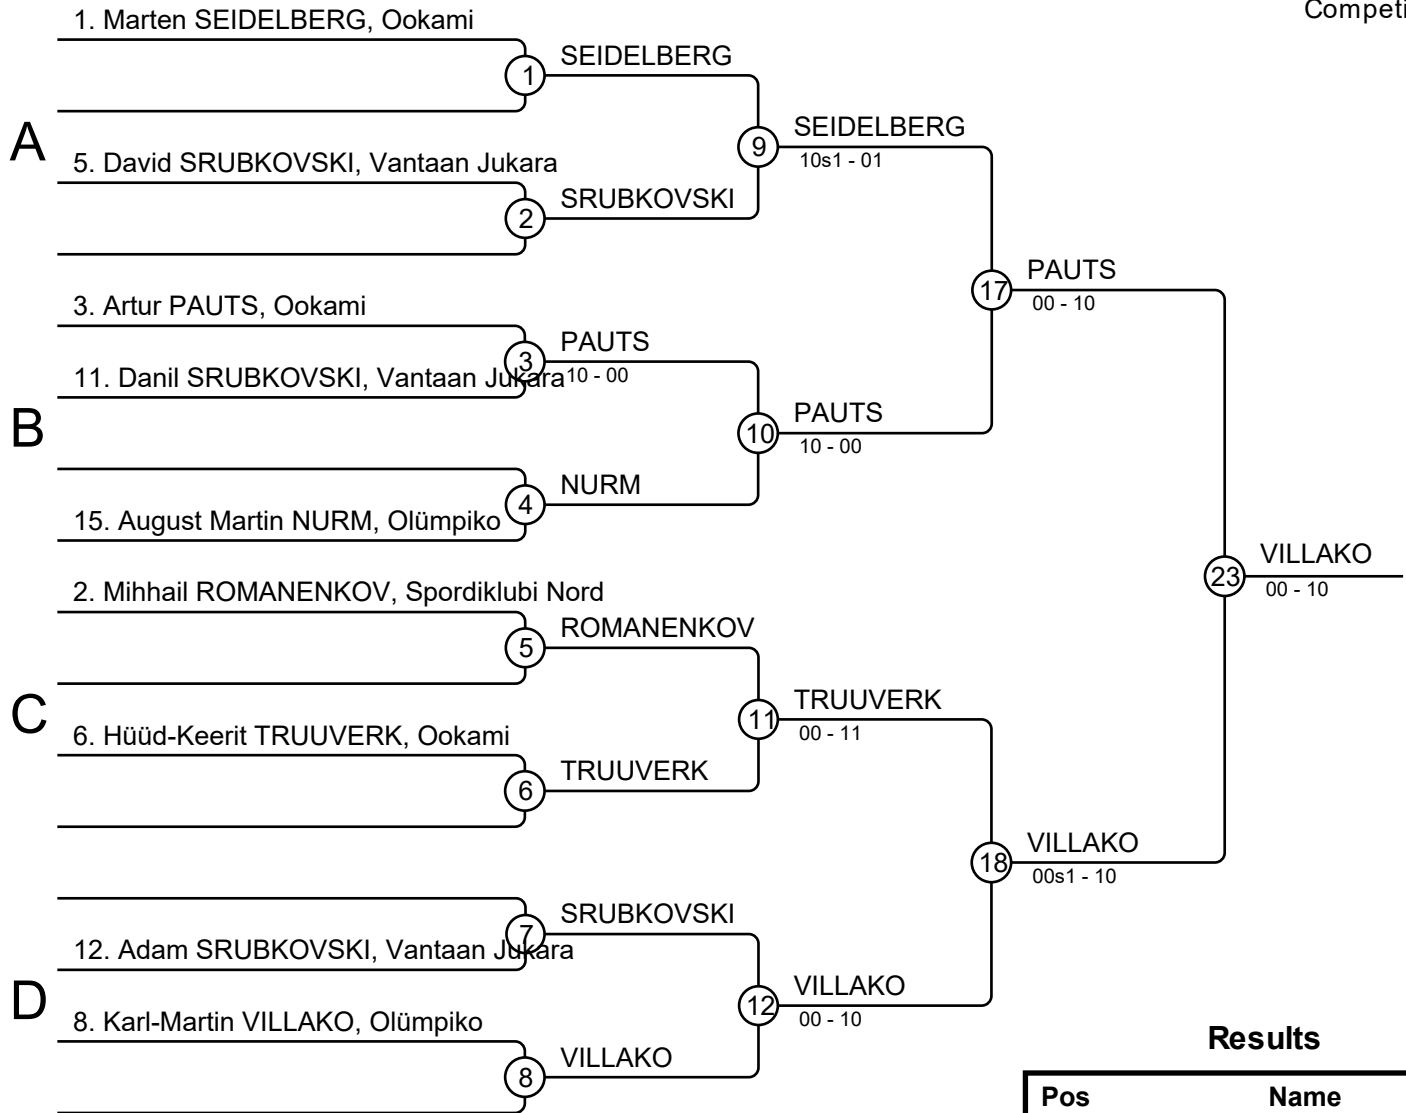 1. Marten SEIDELBERG, Ookami
Competi
1
SEIDELBERG
A
9
SEIDELBERG
10s1 - 01
5. David SRUBKOVSKI, Vantaan Jukara
2
SRUBKOVSKI
17
PAUTS
00 - 10
3. Artur PAUTS, Ookami
3
PAUTS
10 - 00
11. Danil SRUBKOVSKI, Vantaan Jukara
B
10
PAUTS
10 - 00
4
NURM
15. August Martin NURM, Olümpiko
23
VILLAKO
00 - 10
2. Mihhail ROMANENKOV, Spordiklubi Nord
5
ROMANENKOV
C
11
TRUUVERK
00 - 11
6. Hüüd-Keerit TRUUVERK, Ookami
6
TRUUVERK
18
VILLAKO
00s1 - 10
7
SRUBKOVSKI
12. Adam SRUBKOVSKI, Vantaan Jukara
D
12
VILLAKO
00 - 10
8. Karl-Martin VILLAKO, Olümpiko
8
VILLAKO
Results
Pos Name